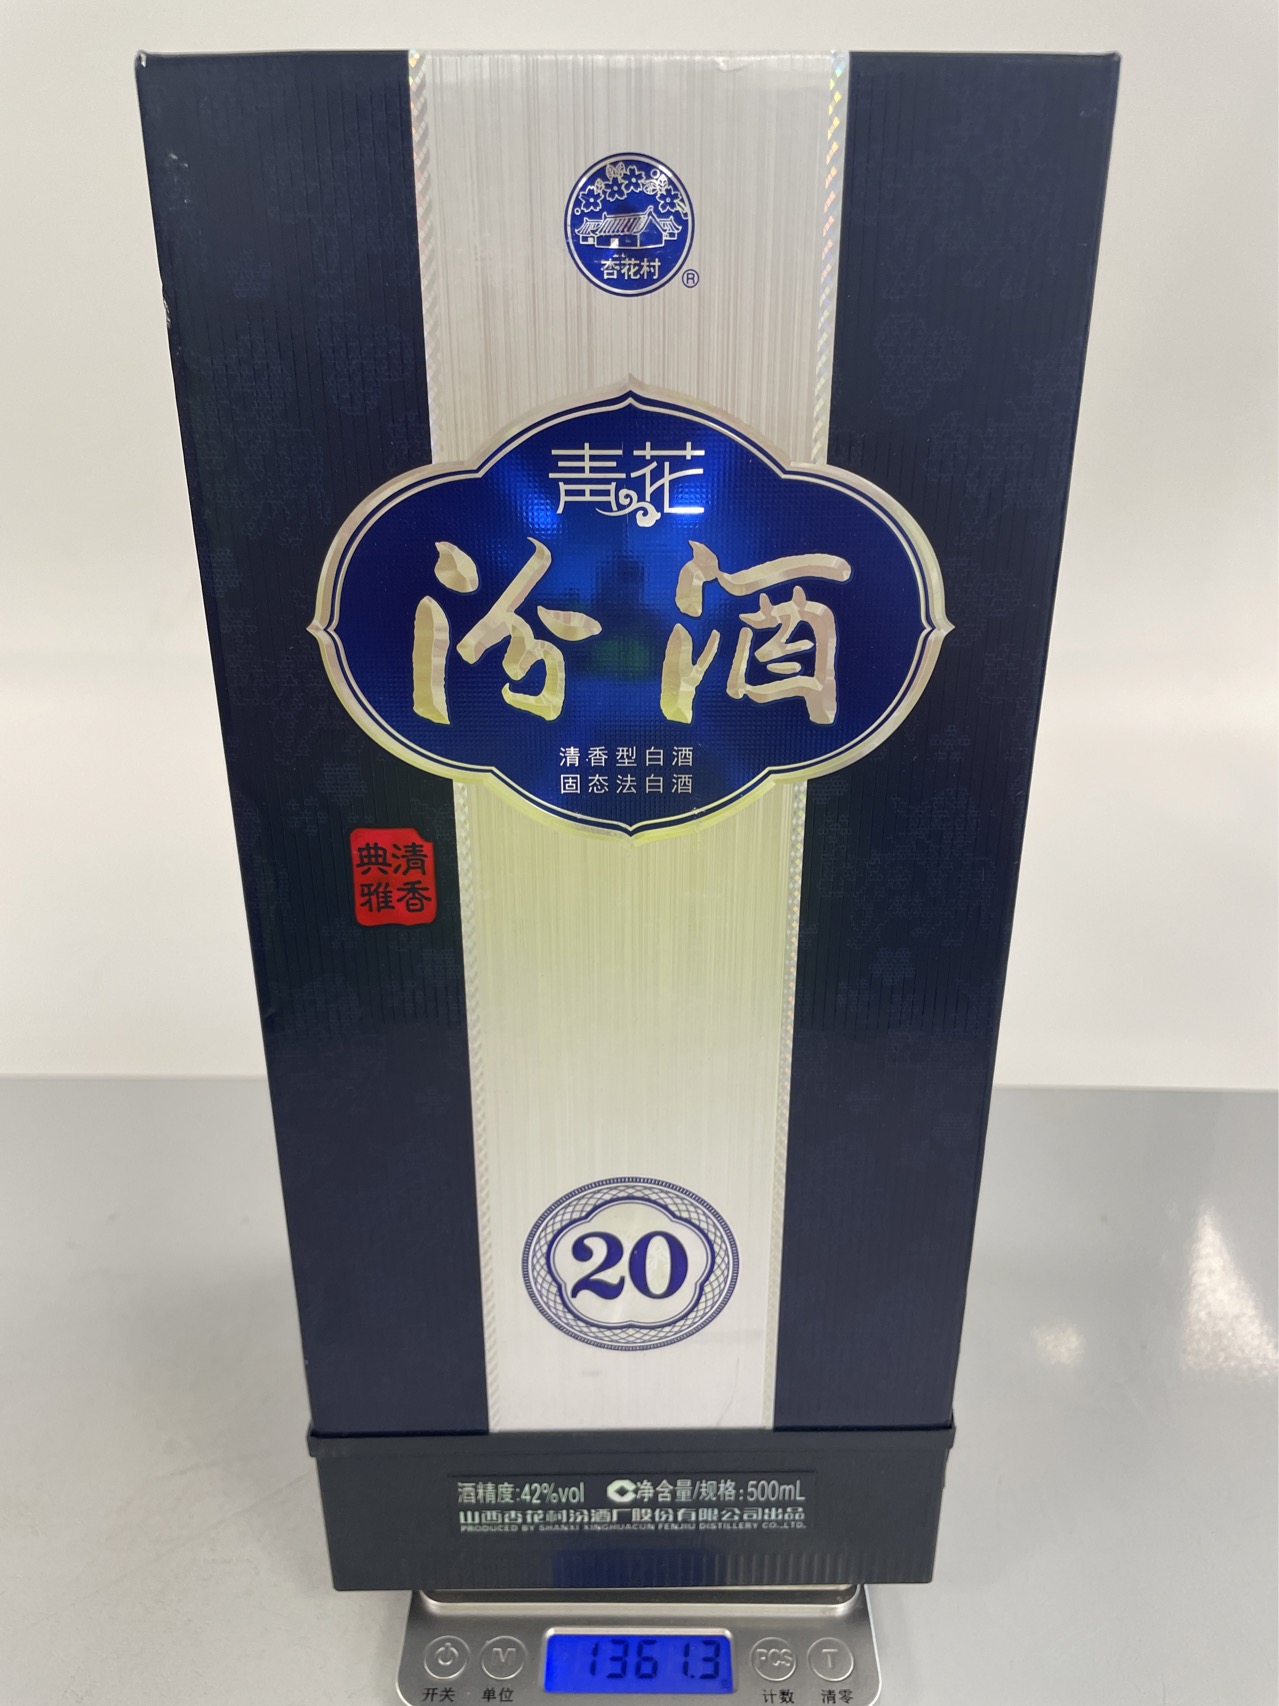 杏花村
®
青花
汾酒
清香型白酒
固态法白酒
清香
典雅
20
酒精度:42%vol 净含量/规格:500mL
山西杏花村汾酒厂股份有限公司出品
PRODUCED BY SHANXI XINGHUACUN FENJIU DISTILLERY CO.,LTD.
1361.3
PCS T
开关 单位 计数 清零